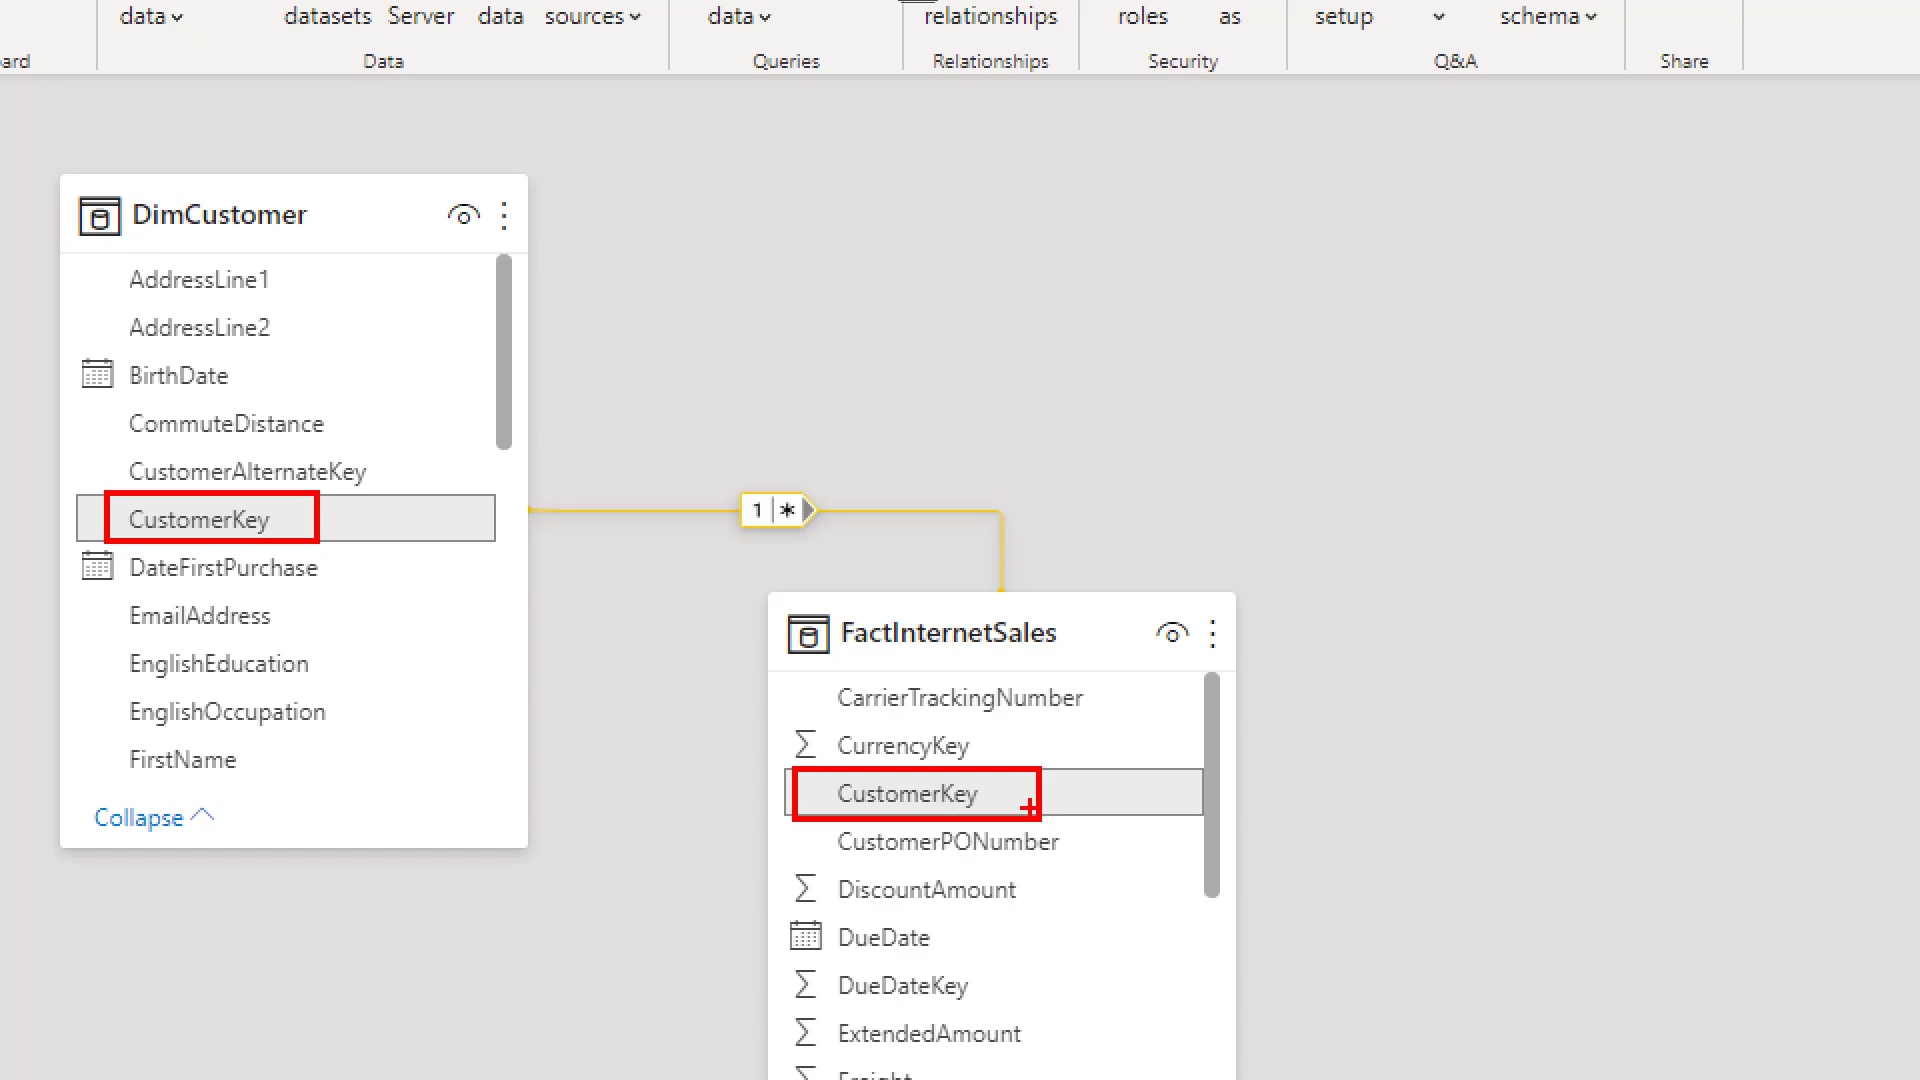 data datasets Server data sources data relationships roles as setup schema
ard Data Queries Relationships Security Q&A Share
DimCustomer
AddressLine1
AddressLine2
BirthDate
CommuteDistance
CustomerAlternateKey
CustomerKey
DateFirstPurchase
EmailAddress
EnglishEducation
EnglishOccupation
FirstName
Collapse
1 *
FactInternetSales
CarrierTrackingNumber
CurrencyKey
CustomerKey
CustomerPONumber
DiscountAmount
DueDate
DueDateKey
ExtendedAmount
Freight